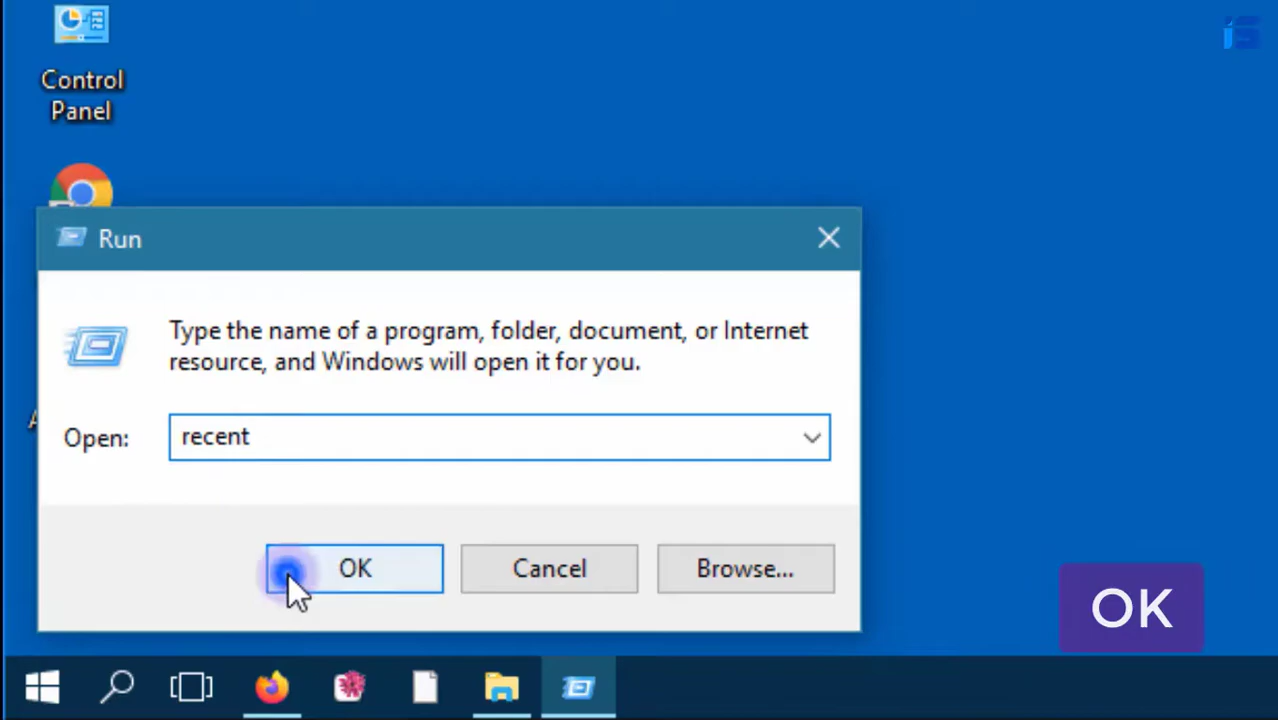 Control
Panel
Run
Type the name of a program, folder, document, or Internet
resource, and Windows will open it for you.
Open: recent
OK Cancel Browse...
OK